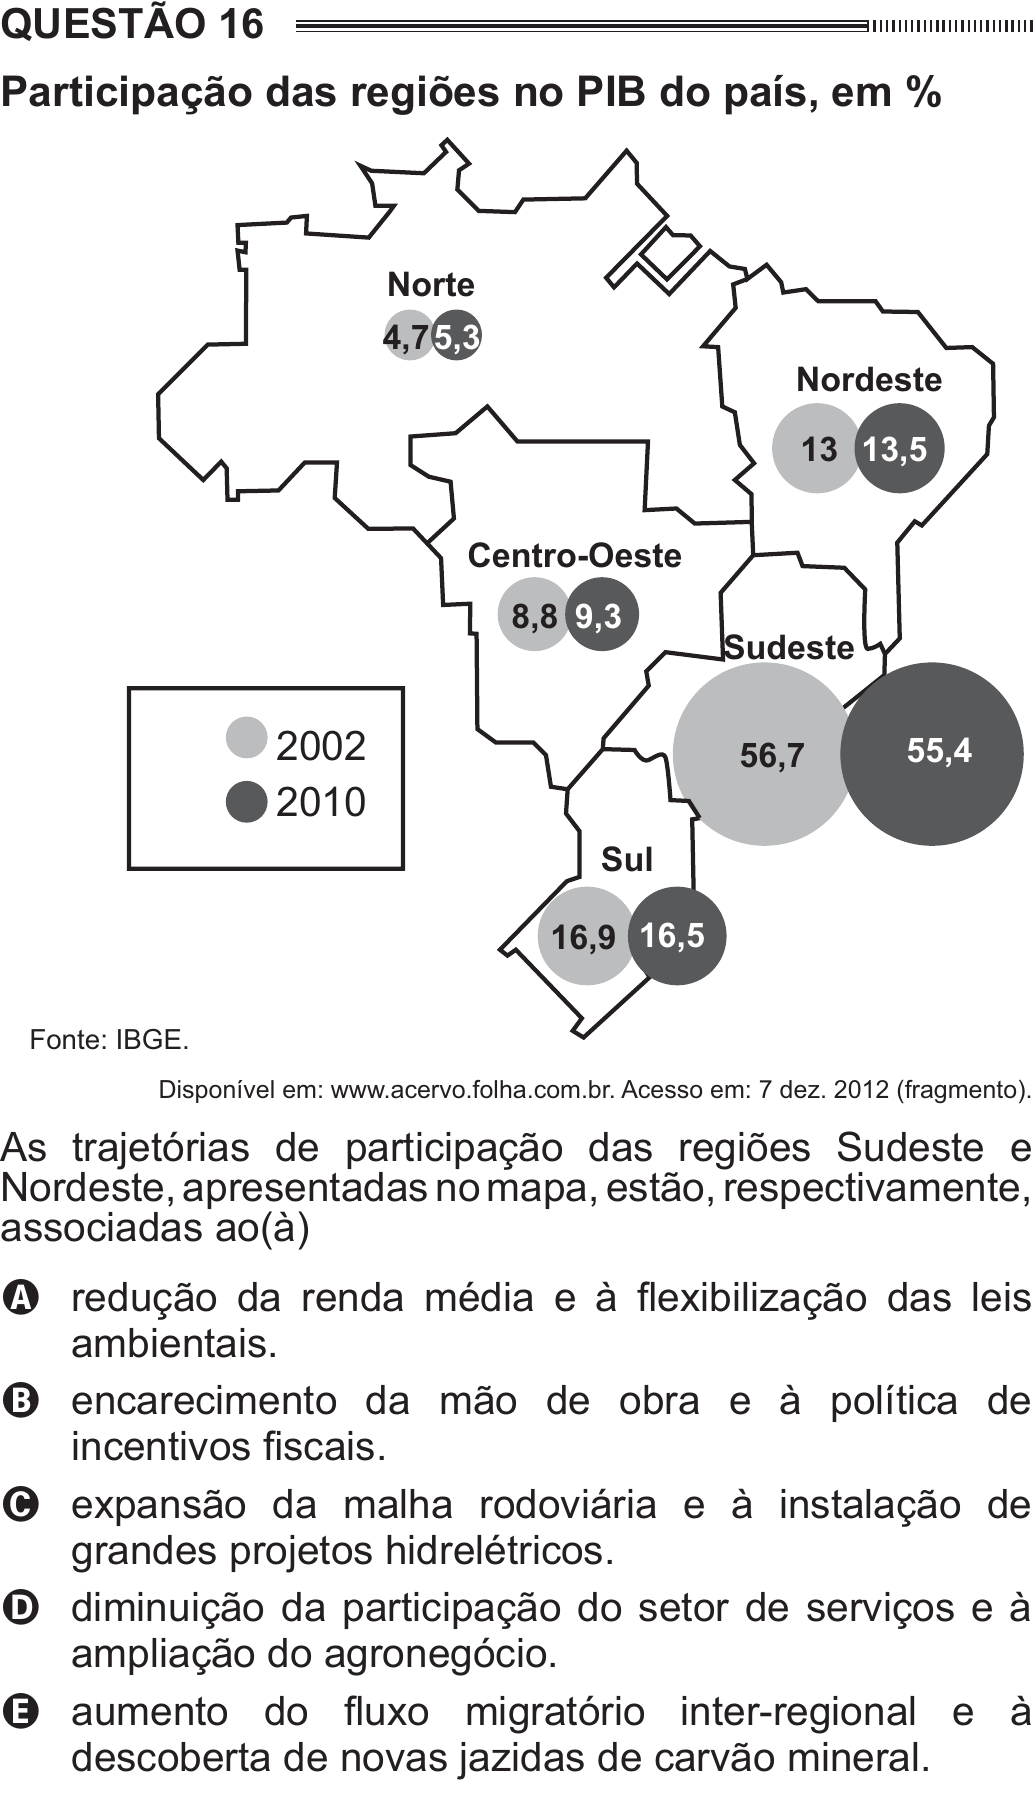 QUESTÃO 16
Participação das regiões no PIB do país, em %
Norte
4,7 5,3
Nordeste
13 13,5
Centro-Oeste
8,8 9,3
Sudeste
56,7 55,4
2002
2010
Sul
16,9 16,5
Fonte: IBGE.
Disponível em: www.acervo.folha.com.br. Acesso em: 7 dez. 2012 (fragmento).
As trajetórias de participação das regiões Sudeste e
Nordeste, apresentadas no mapa, estão, respectivamente,
associadas ao(à)
A redução da renda média e à flexibilização das leis
ambientais.
B encarecimento da mão de obra e à política de
incentivos fiscais.
C expansão da malha rodoviária e à instalação de
grandes projetos hidrelétricos.
D diminuição da participação do setor de serviços e à
ampliação do agronegócio.
E aumento do fluxo migratório inter-regional e à
descoberta de novas jazidas de carvão mineral.